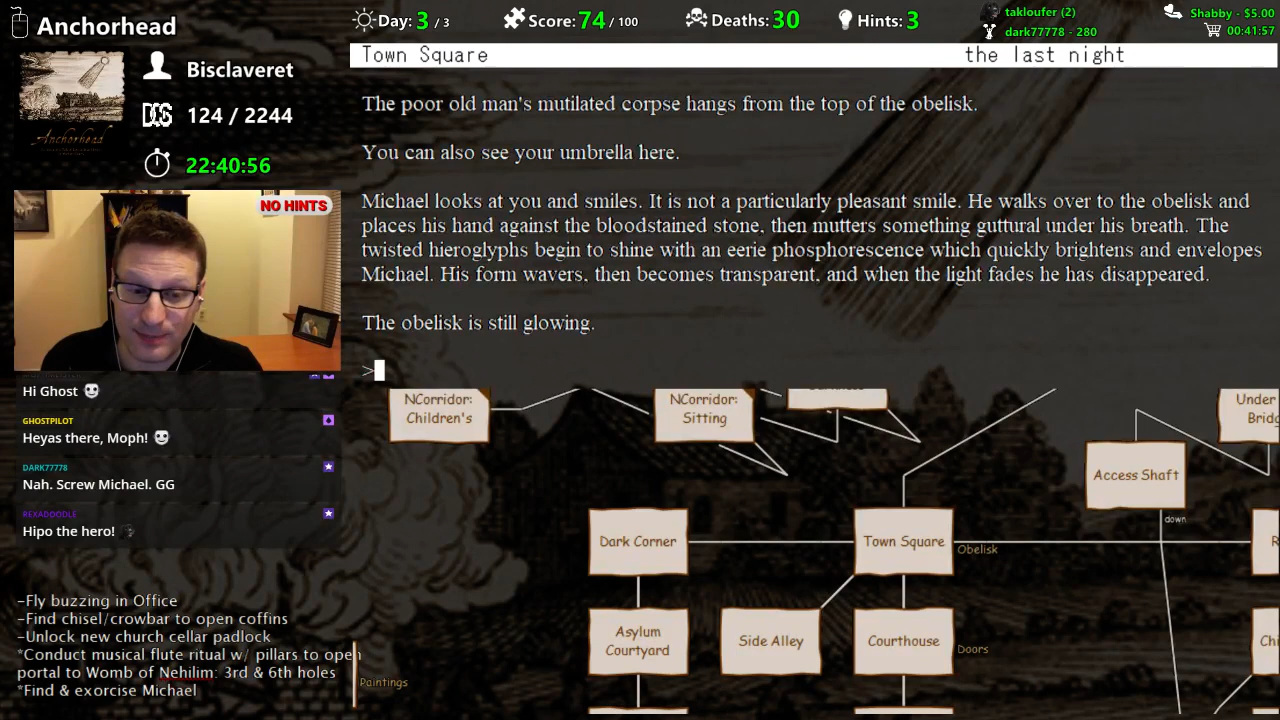 Anchorhead
Day: 3 / 3
Score: 74 / 100
Deaths: 30
Hints: 3
takloufer (2)
dark77778 - 280
Shabby - $5.00
00:41:57
Anchorhead
Bisclaveret
DGS 124 / 2244
22:40:56
NO HINTS
Town Square the last night
The poor old man's mutilated corpse hangs from the top of the obelisk.
You can also see your umbrella here.
Michael looks at you and smiles. It is not a particularly pleasant smile. He walks over to the obelisk and
places his hand against the bloodstained stone, then mutters something guttural under his breath. The
twisted hieroglyphs begin to shine with an eerie phosphorescence which quickly brightens and envelopes
Michael. His form wavers, then becomes transparent, and when the light fades he has disappeared.
The obelisk is still glowing.
>
Hi Ghost
GHOSTPILOT
Heyas there, Moph!
DARK77778
Nah. Screw Michael. GG
REXADOODLE
Hipo the hero!
-Fly buzzing in Office
-Find chisel/crowbar to open coffins
-Unlock new church cellar padlock
*Conduct musical flute ritual w/ pillars to open
portal to Womb of Nehilim: 3rd & 6th holes
*Find & exorcise Michael
NCorridor:
Children's
NCorridor:
Sitting
Under
Bridg
Access Shaft
down
Dark Corner
Town Square
Obelisk
R
Asylum
Courtyard
Side Alley
Courthouse
Doors
Ch
Paintings